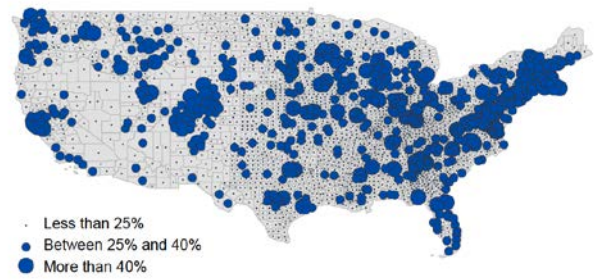 Less than 25%
Between 25% and 40%
More than 40%